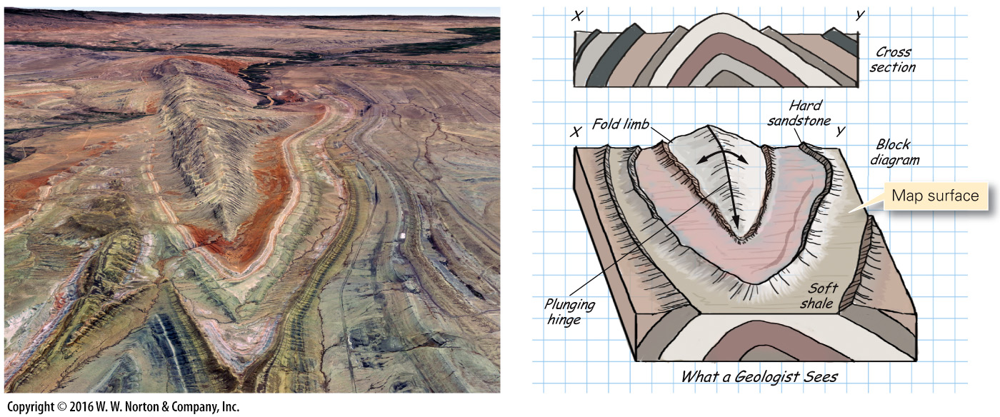 X
Y
Cross
section
Hard
sandstone
Fold limb
X
Y
Block
diagram
Map surface
Plunging
hinge
Soft
shale
What a Geologist Sees
Copyright © 2016 W. W. Norton & Company, Inc.